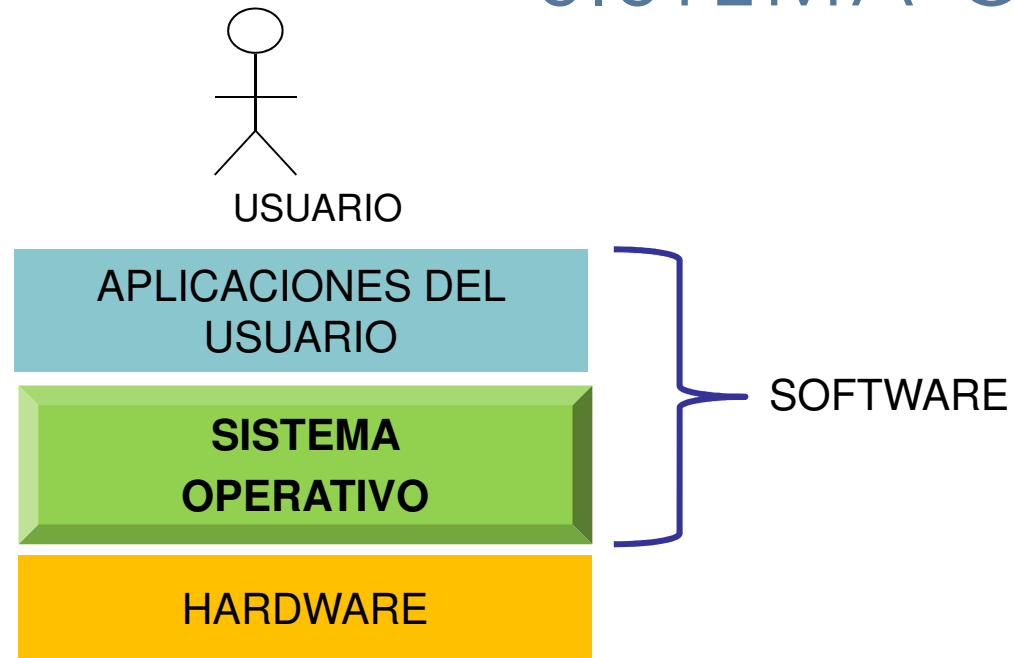 USUARIO
APLICACIONES DEL
USUARIO
SISTEMA
OPERATIVO
SOFTWARE
HARDWARE